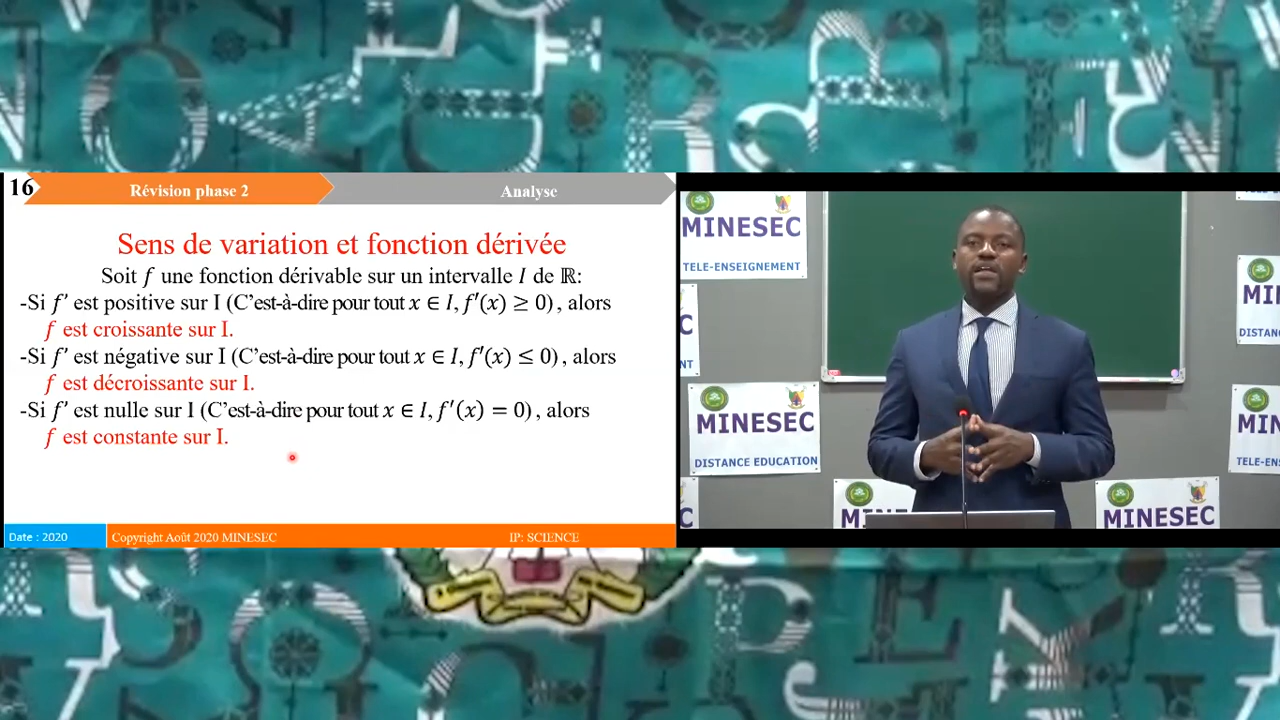 16
Révision phase 2
Analyse
Sens de variation et fonction dérivée
Soit f une fonction dérivable sur un intervalle I de ℝ:
-Si f' est positive sur I (C'est-à-dire pour tout x ∈ I, f'(x) ≥ 0), alors
f est croissante sur I.
-Si f' est négative sur I (C'est-à-dire pour tout x ∈ I, f'(x) ≤ 0), alors
f est décroissante sur I.
-Si f' est nulle sur I (C'est-à-dire pour tout x ∈ I, f'(x) = 0), alors
f est constante sur I.
Date : 2020
Copyright Août 2020 MINESEC
IP: SCIENCE
MINESEC
TELE-ENSEIGNEMENT
MINESEC
DISTANCE EDUCATION
MINESEC